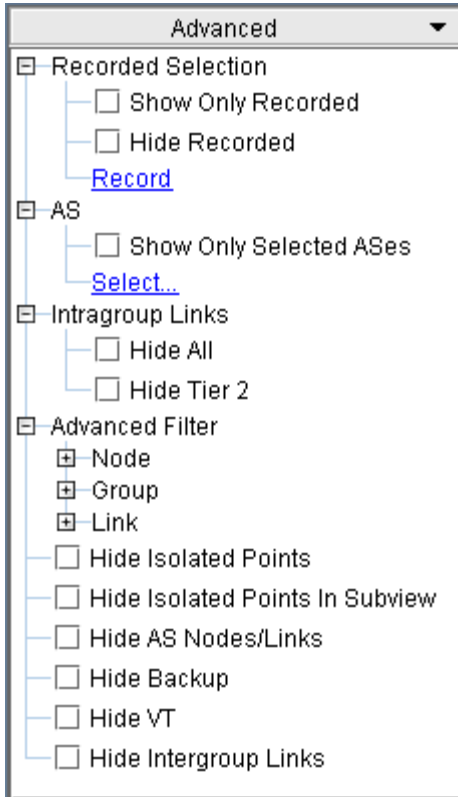 Advanced
Recorded Selection
Show Only Recorded
Hide Recorded
Record
AS
Show Only Selected ASes
Select...
Intragroup Links
Hide All
Hide Tier 2
Advanced Filter
Node
Group
Link
Hide Isolated Points
Hide Isolated Points In Subview
Hide AS Nodes/Links
Hide Backup
Hide VT
Hide Intergroup Links